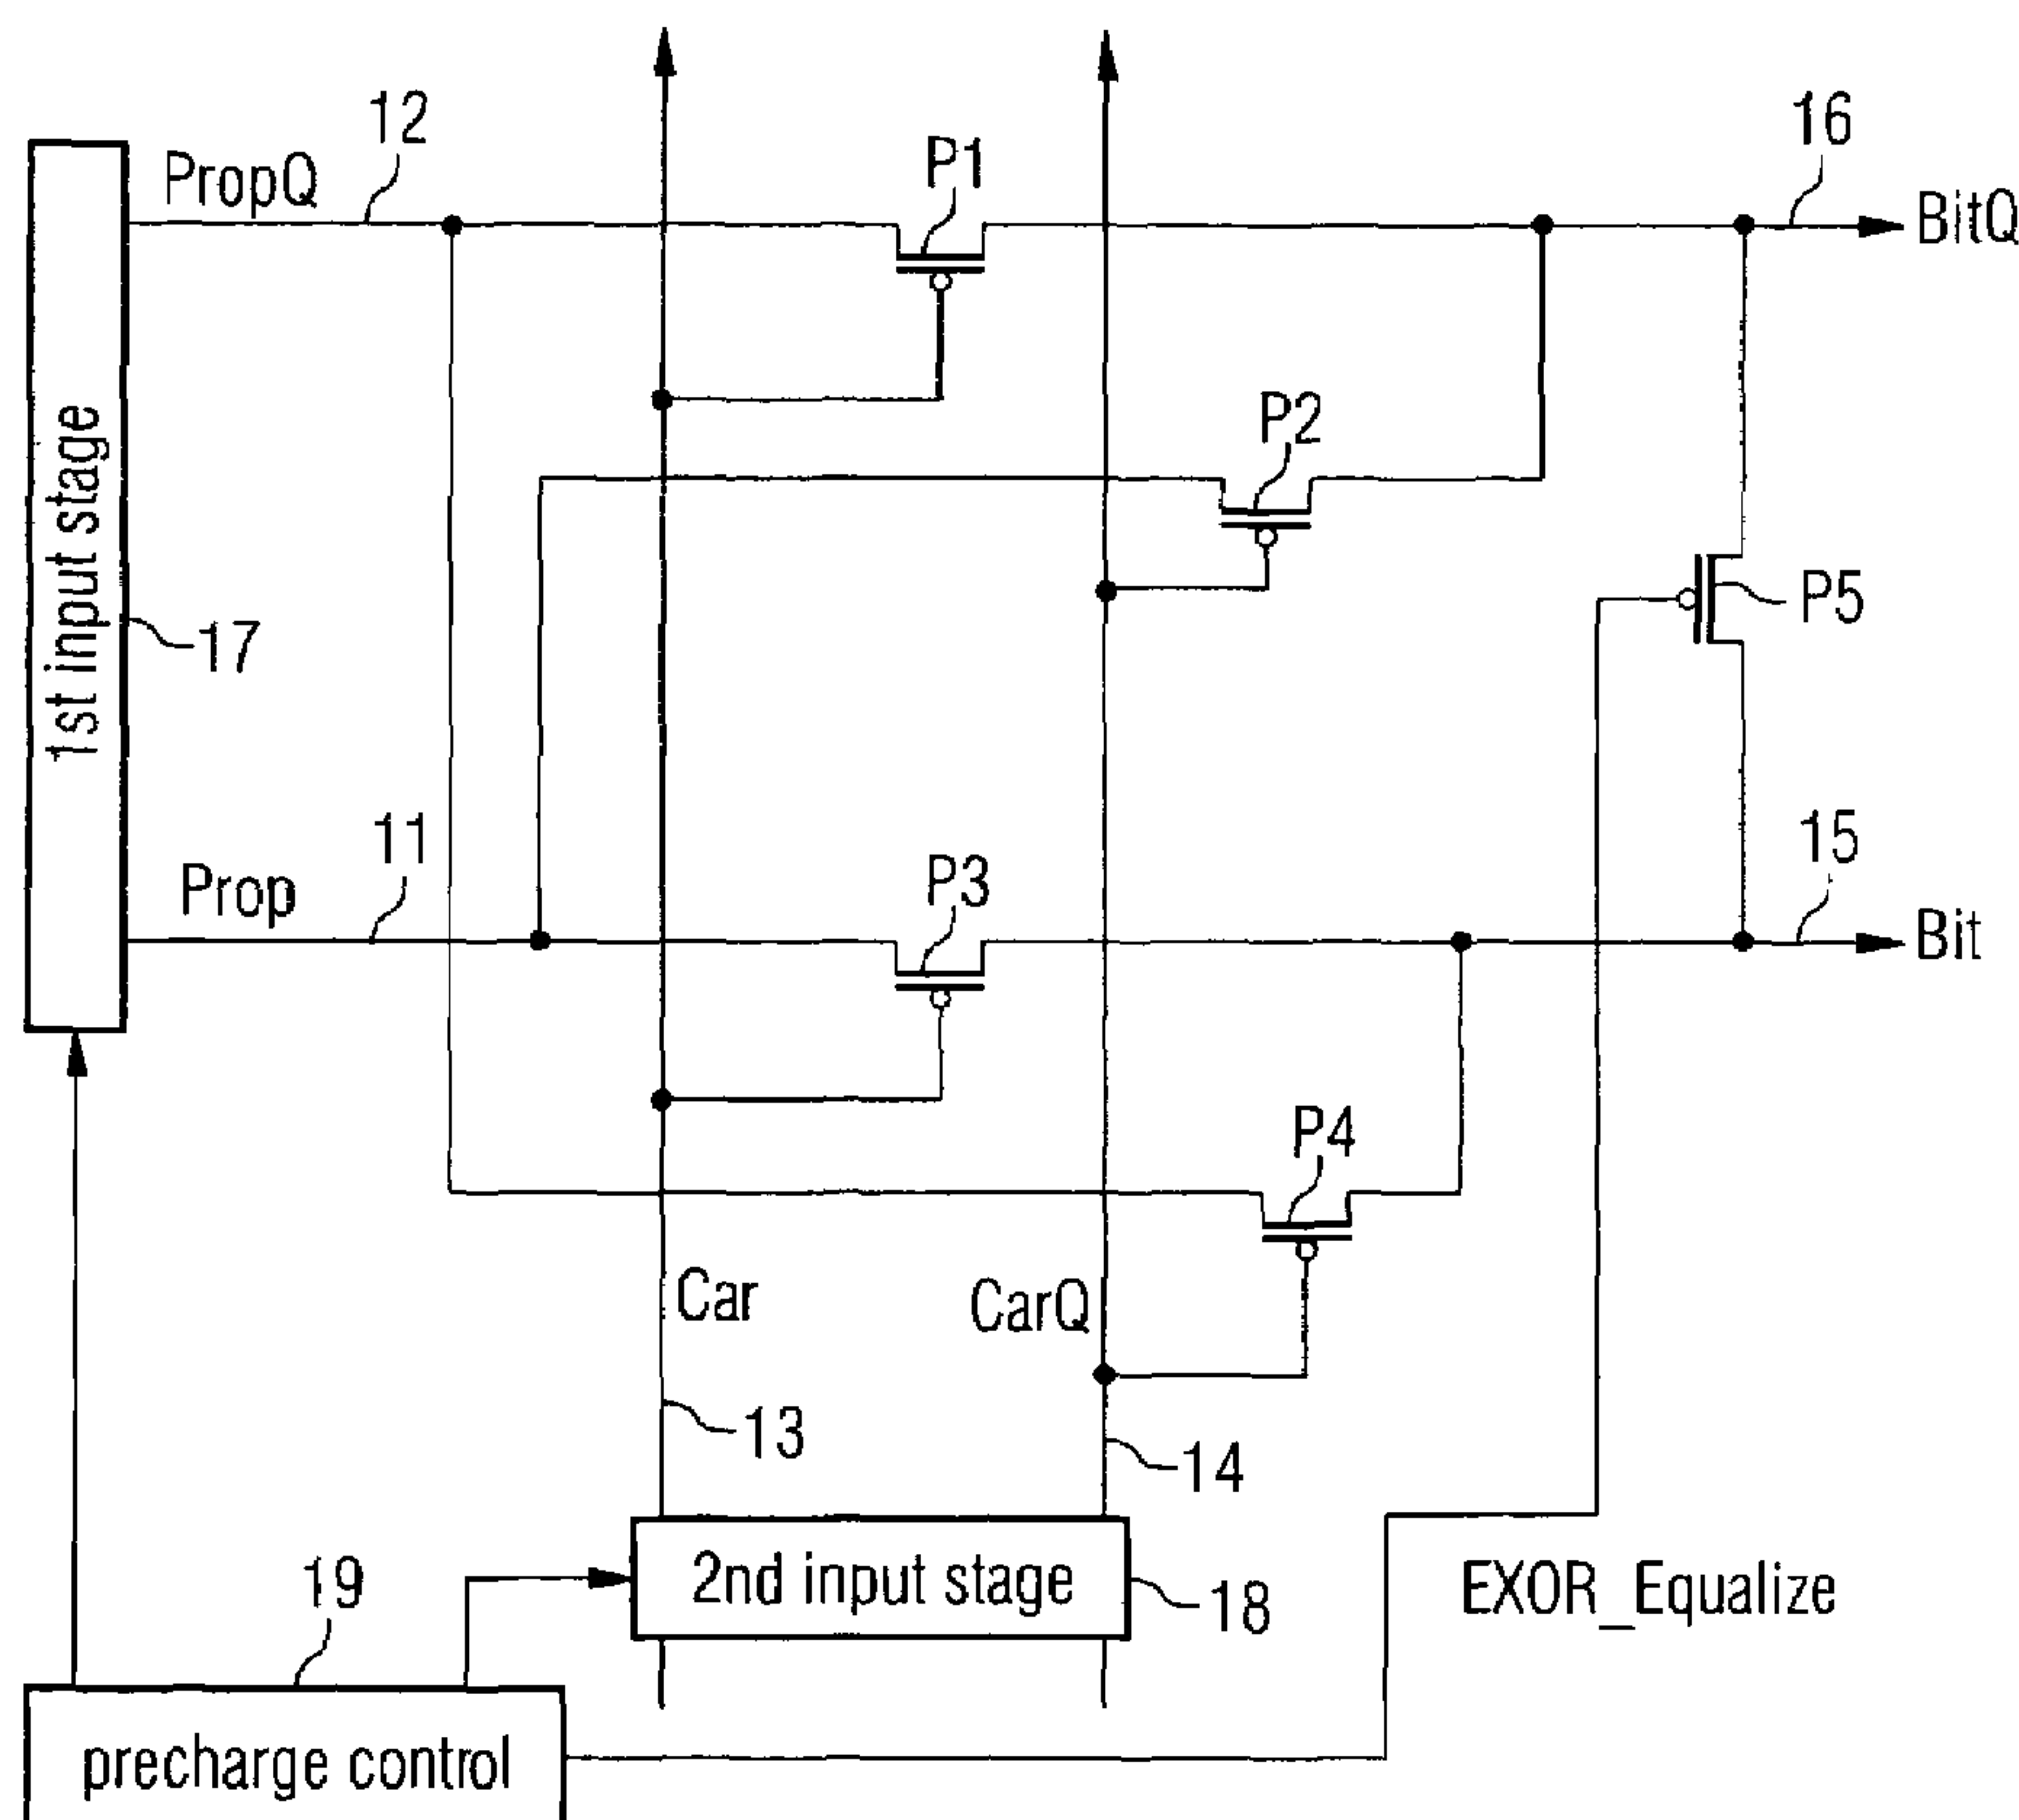 12
16
PropQ
P1
BitQ
P2
1st input stage
P5
17
11
15
Prop
P3
Bit
P4
Car
CarQ
13
14
19
2nd input stage
18
EXOR_Equalize
precharge control